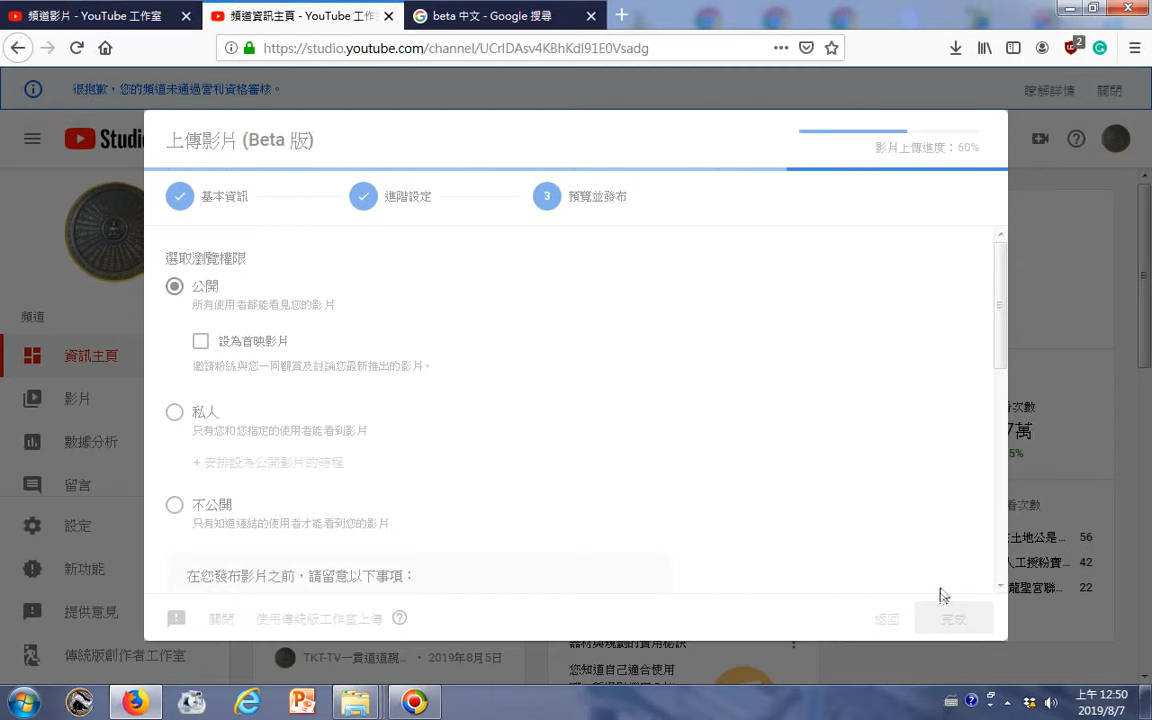 頻道影片 - YouTube 工作室
頻道資訊主頁 - YouTube 工作
beta 中文 - Google 搜尋
https://studio.youtube.com/channel/UCrIDAsv4KBhKdI91E0Vsadg
2
很抱歉，您的頻道未通過營利資格審核。
瞭解詳情
關閉
Studi
上傳影片 (Beta 版)
影片上傳進度：60%
基本資訊
進階設定
3 預覽並發布
選取瀏覽權限
公開
所有使用者都能看見您的影片
設為首映影片
邀請粉絲與您一同觀賞及討論您最新推出的影片。
私人
只有您和您指定的使用者能看到影片
+ 安排設為公開影片的時程
不公開
只有知道連結的使用者才能看到您的影片
在您發布影片之前，請留意以下事項：
關閉
使用傳統版工作室上傳
返回
完成
頻道
資訊主頁
影片
數據分析
留言
設定
新功能
提供意見
傳統版創作者工作室
看次數
7萬
5%
看次數
土地公是... 56
人工授粉實... 42
龍聖宮聯... 22
TKT-TV一貫道道親... • 2019年8月5日
器材與規劃的實用秘訣
您知道自己適合使用
上午 12:50
2019/8/7